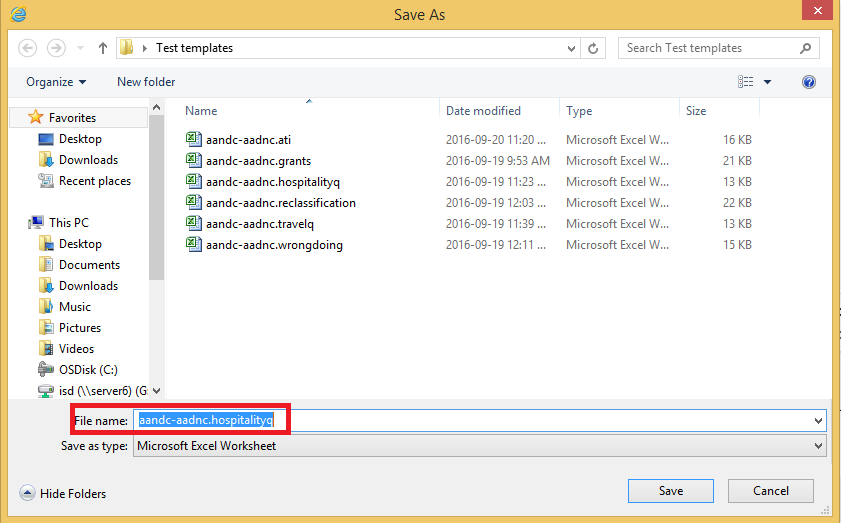 Save As
Test templates
Search Test templates
Organize
New folder
Name Date modified Type Size
Favorites
Desktop
Downloads
Recent places
This PC
Desktop
Documents
Downloads
Music
Pictures
Videos
OSDisk (C:)
isd (\\server6) (G:
aandc-aadnc.ati 2016-09-20 11:20 ... Microsoft Excel W... 16 KB
aandc-aadnc.grants 2016-09-19 9:53 AM Microsoft Excel W... 21 KB
aandc-aadnc.hospitalityq 2016-09-19 11:23 ... Microsoft Excel W... 13 KB
aandc-aadnc.reclassification 2016-09-19 12:03 ... Microsoft Excel W... 22 KB
aandc-aadnc.travelq 2016-09-19 11:39 ... Microsoft Excel W... 13 KB
aandc-aadnc.wrongdoing 2016-09-19 12:11 ... Microsoft Excel W... 15 KB
File name: aandc-aadnc.hospitalityq
Save as type: Microsoft Excel Worksheet
Hide Folders
Save
Cancel